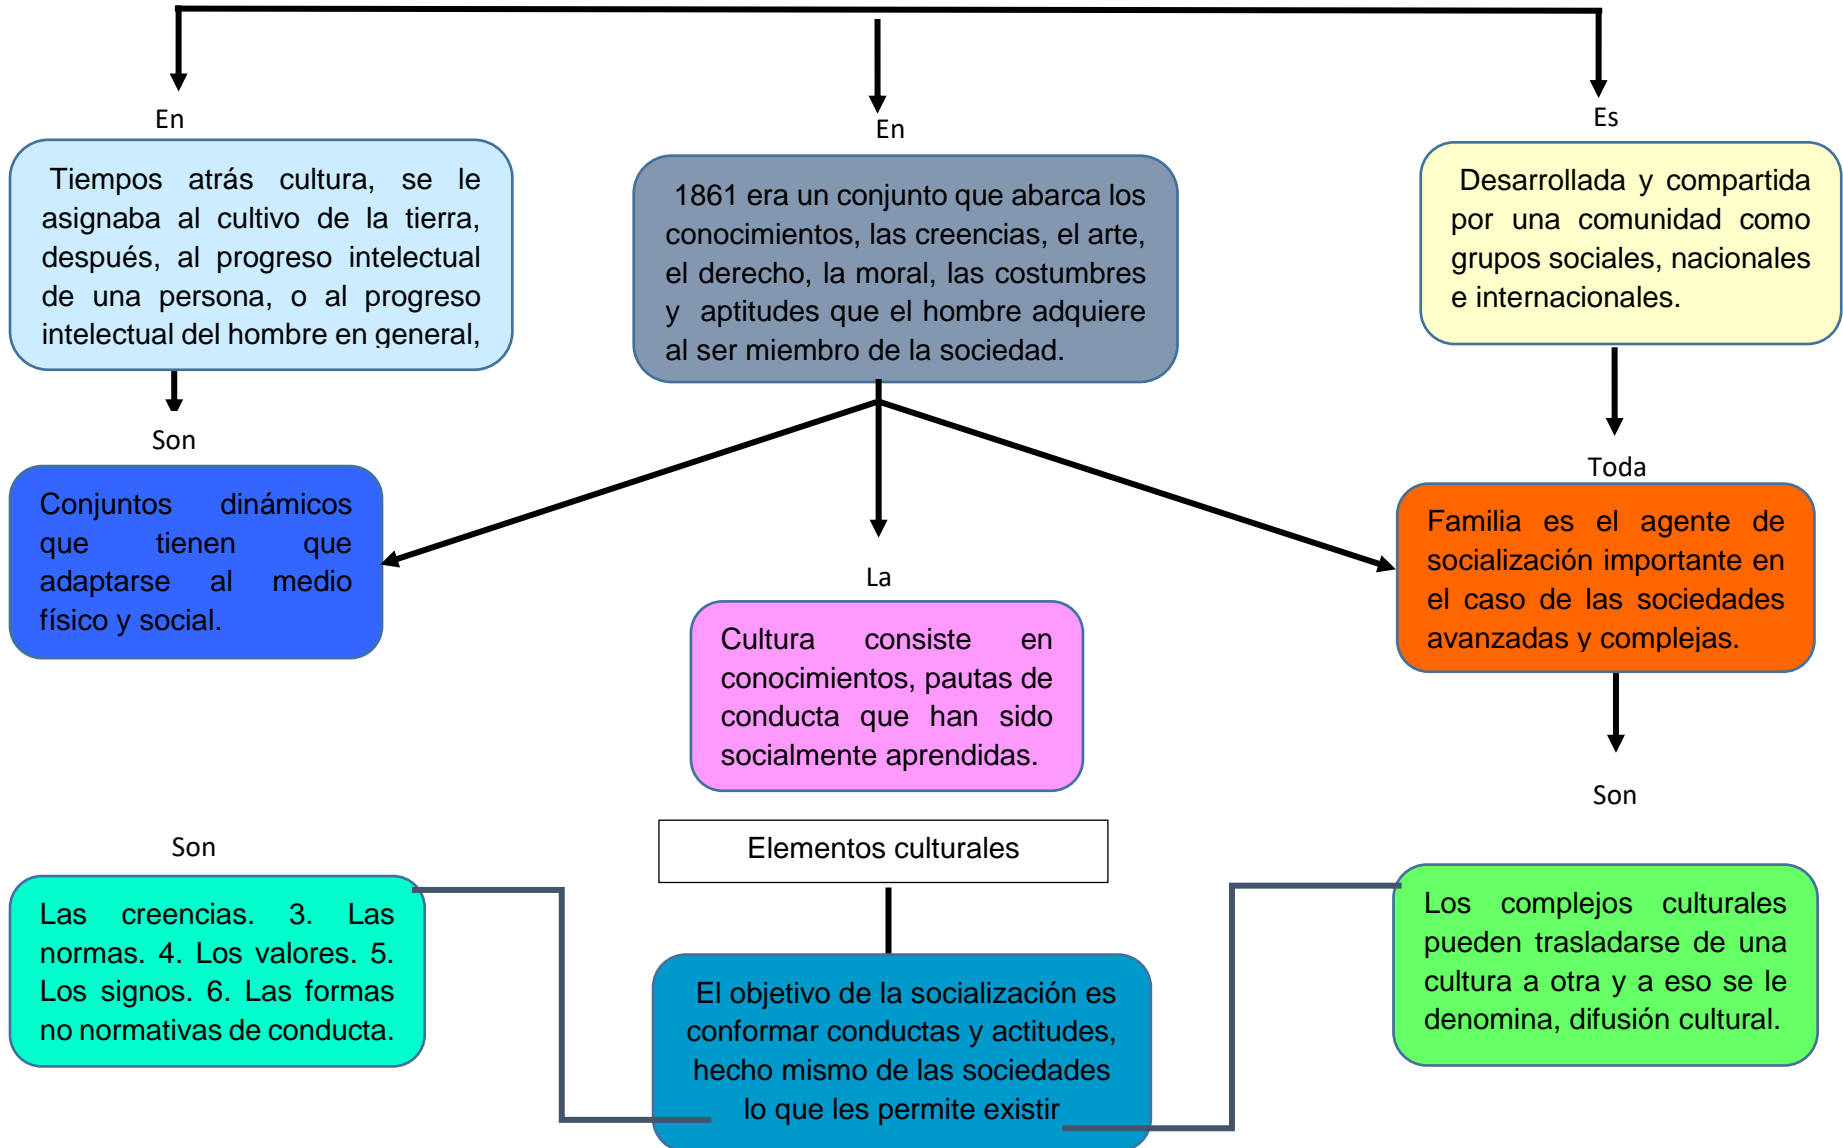 En
Tiempos atrás cultura, se le
asignaba al cultivo de la tierra,
después, al progreso intelectual
de una persona, o al progreso
intelectual del hombre en general,
En
1861 era un conjunto que abarca los
conocimientos, las creencias, el arte,
el derecho, la moral, las costumbres
y aptitudes que el hombre adquiere
al ser miembro de la sociedad.
Es
Desarrollada y compartida
por una comunidad como
grupos sociales, nacionales
e internacionales.
Son
Conjuntos dinámicos
que tienen que
adaptarse al medio
físico y social.
La
Cultura consiste en
conocimientos, pautas de
conducta que han sido
socialmente aprendidas.
Toda
Familia es el agente de
socialización importante en
el caso de las sociedades
avanzadas y complejas.
Son
Las creencias. 3. Las
normas. 4. Los valores. 5.
Los signos. 6. Las formas
no normativas de conducta.
Elementos culturales
El objetivo de la socialización es
conformar conductas y actitudes,
hecho mismo de las sociedades
lo que les permite existir
Son
Los complejos culturales
pueden trasladarse de una
cultura a otra y a eso se le
denomina, difusión cultural.